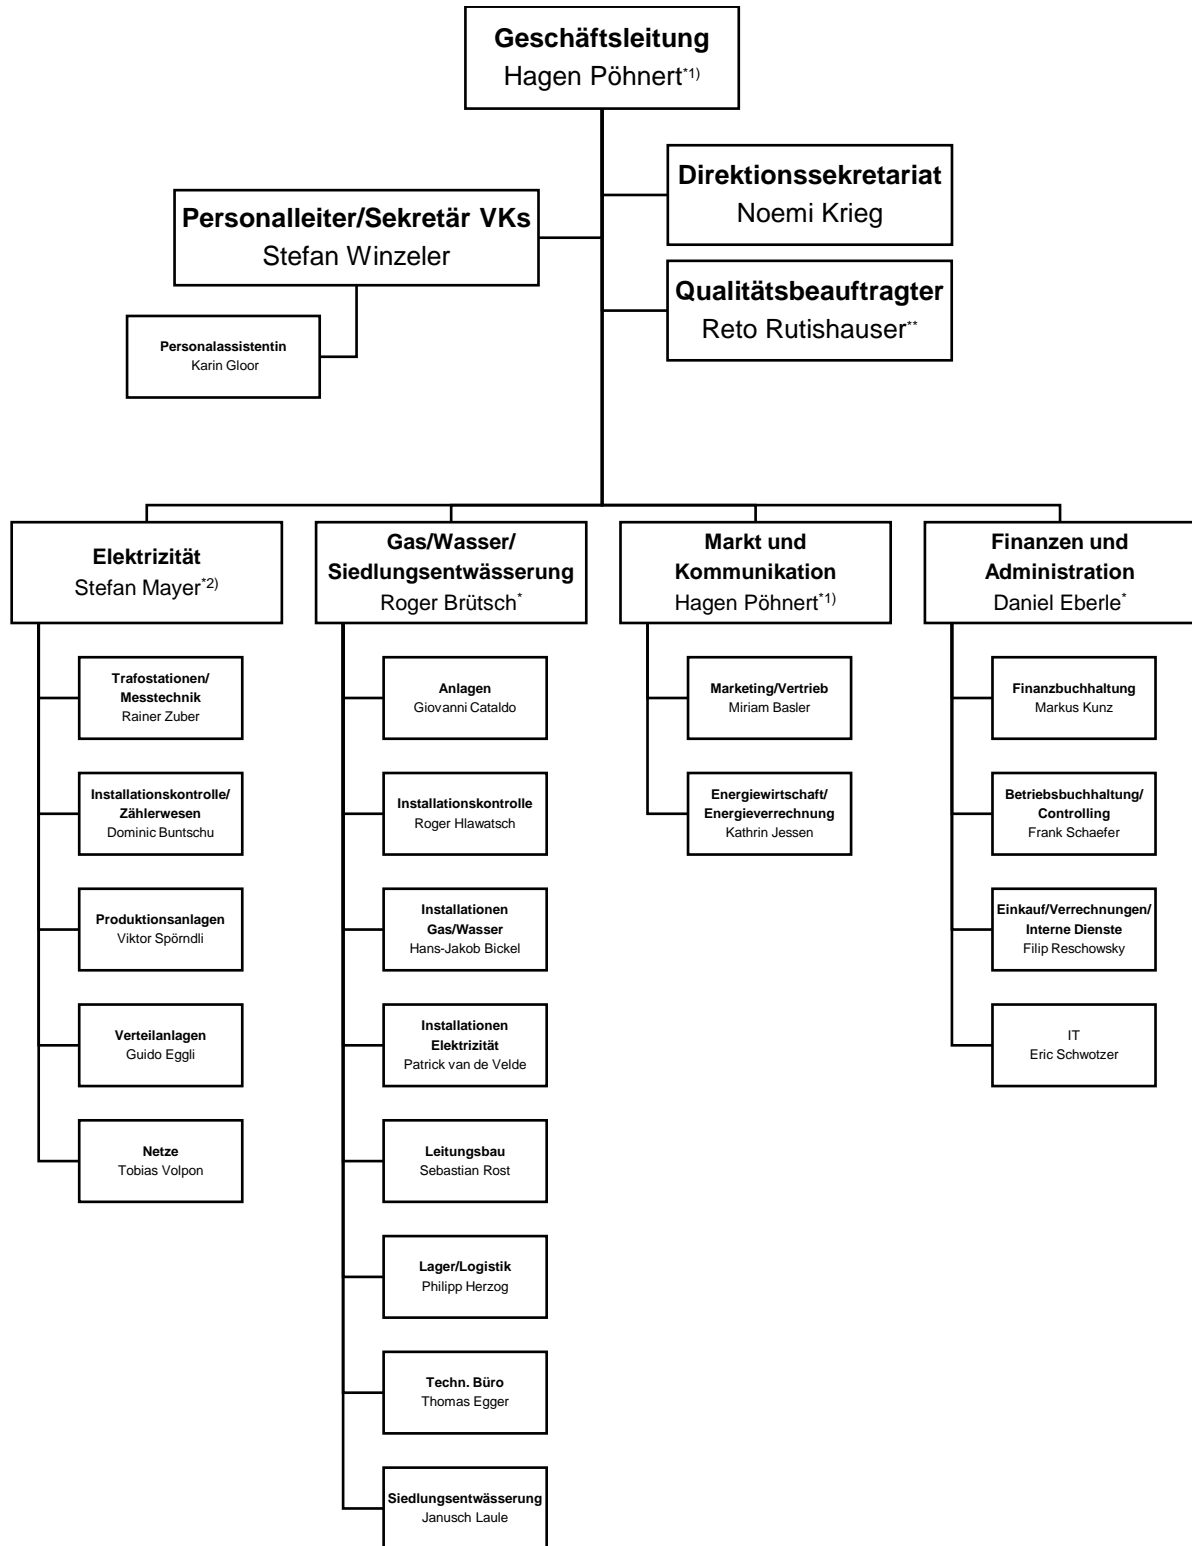 Geschäftsleitung
Hagen Pöhnert*1)
Direktionssekretariat
Noemi Krieg
Personalleiter/Sekretär VKs
Stefan Winzeler
Qualitätsbeauftragter
Reto Rutishauser**
Personalassistentin
Karin Gloor
Elektrizität
Stefan Mayer*2)
Gas/Wasser/
Siedlungsentwässerung
Roger Brütsch*
Markt und
Kommunikation
Hagen Pöhnert*1)
Finanzen und
Administration
Daniel Eberle*
Trafostationen/
Messtechnik
Rainer Zuber
Installationskontrolle/
Zählerwesen
Dominic Buntschu
Produktionsanlagen
Viktor Spörndli
Verteilanlagen
Guido Eggli
Netze
Tobias Volpon
Anlagen
Giovanni Cataldo
Installationskontrolle
Roger Hlawatsch
Installationen
Gas/Wasser
Hans-Jakob Bickel
Installationen
Elektrizität
Patrick van de Velde
Leitungsbau
Sebastian Rost
Lager/Logistik
Philipp Herzog
Techn. Büro
Thomas Egger
Siedlungsentwässerung
Janusch Laule
Marketing/Vertrieb
Miriam Basler
Energiewirtschaft/
Energieverrechnung
Kathrin Jessen
Finanzbuchhaltung
Markus Kunz
Betriebsbuchhaltung/
Controlling
Frank Schaefer
Einkauf/Verrechnungen/
Interne Dienste
Filip Reschowsky
IT
Eric Schwotzer